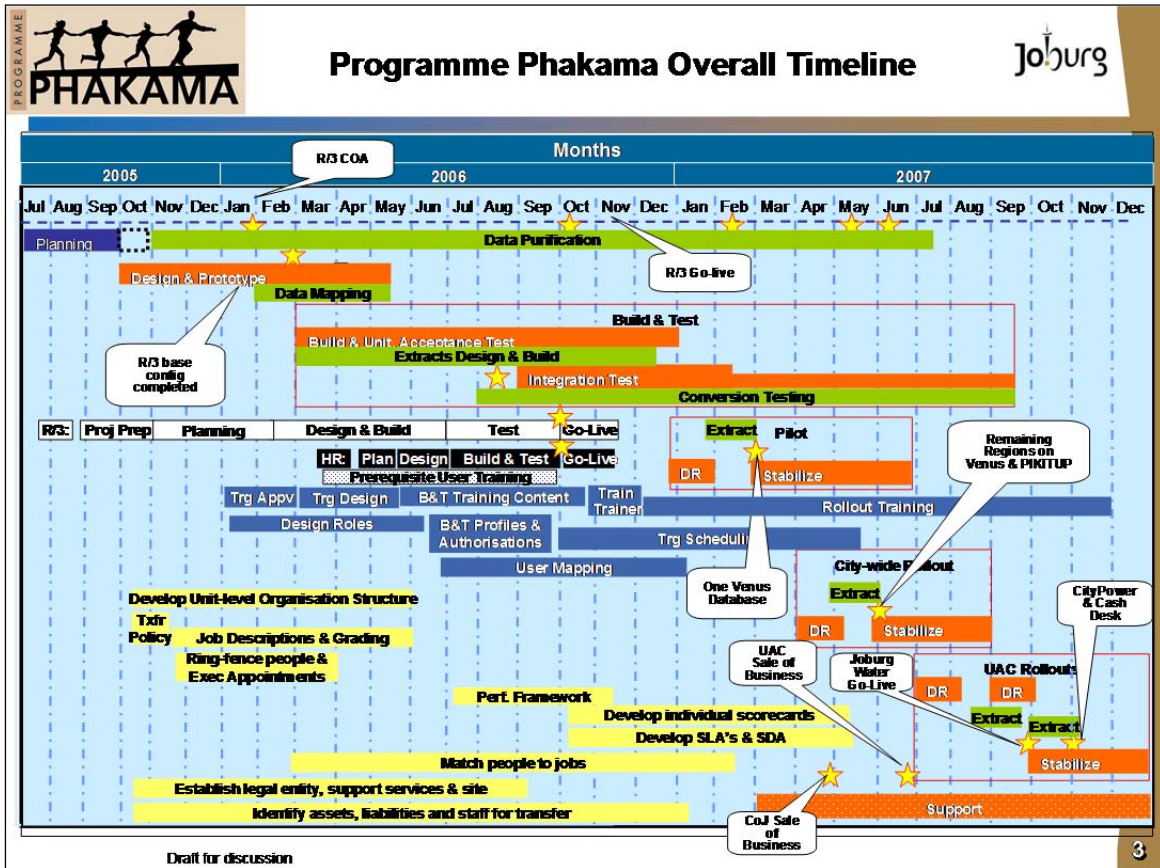 PROGRAMME
PHAKAMA
Programme Phakama Overall Timeline
Joburg
Months
R/3 COA
2005 2006 2007
Jul Aug Sep Oct Nov Dec Jan Feb Mar Apr May Jun Jul Aug Sep Oct Nov Dec Jan Feb Mar Apr May Jun Jul Aug Sep Oct Nov Dec
Planning
Data Purification
R/3 Go-live
Design & Prototype
Data Mapping
Build & Test
R/3 base
config
completed
Build & Unit. Acceptance Test
Extracts Design & Build
Integration Test
Conversion Testing
R/3: Proj Prep Planning Design & Build Test Go-Live
Extract Pilot
Remaining
Regions on
Venus & PIKITUP
HR: Plan Design Build & Test Go-Live
DR Stabilize
Prerequisite User Training
Trg Appv Trg Design B&T Training Content Train
Trainer
Rollout Training
Design Roles B&T Profiles &
Authorisations
Trg Scheduling
User Mapping
One Venus
Database
City-wide Rollout
Extract
DR Stabilize
CityPower
& Cash
Desk
Develop Unit-level Organisation Structure
Txfr
Policy
Job Descriptions & Grading
Ring-fence people &
Exec Appointments
UAC
Sale of
Business
Joburg
Water
Go-Live
UAC Rollouts
DR DR
Extract
Extract
Stabilize
Perf. Framework
Develop individual scorecards
Develop SLA's & SDA
Match people to jobs
Establish legal entity, support services & site
Identify assets, liabilities and staff for transfer
Support
CoJ Sale
of
Business
Draft for discussion
3